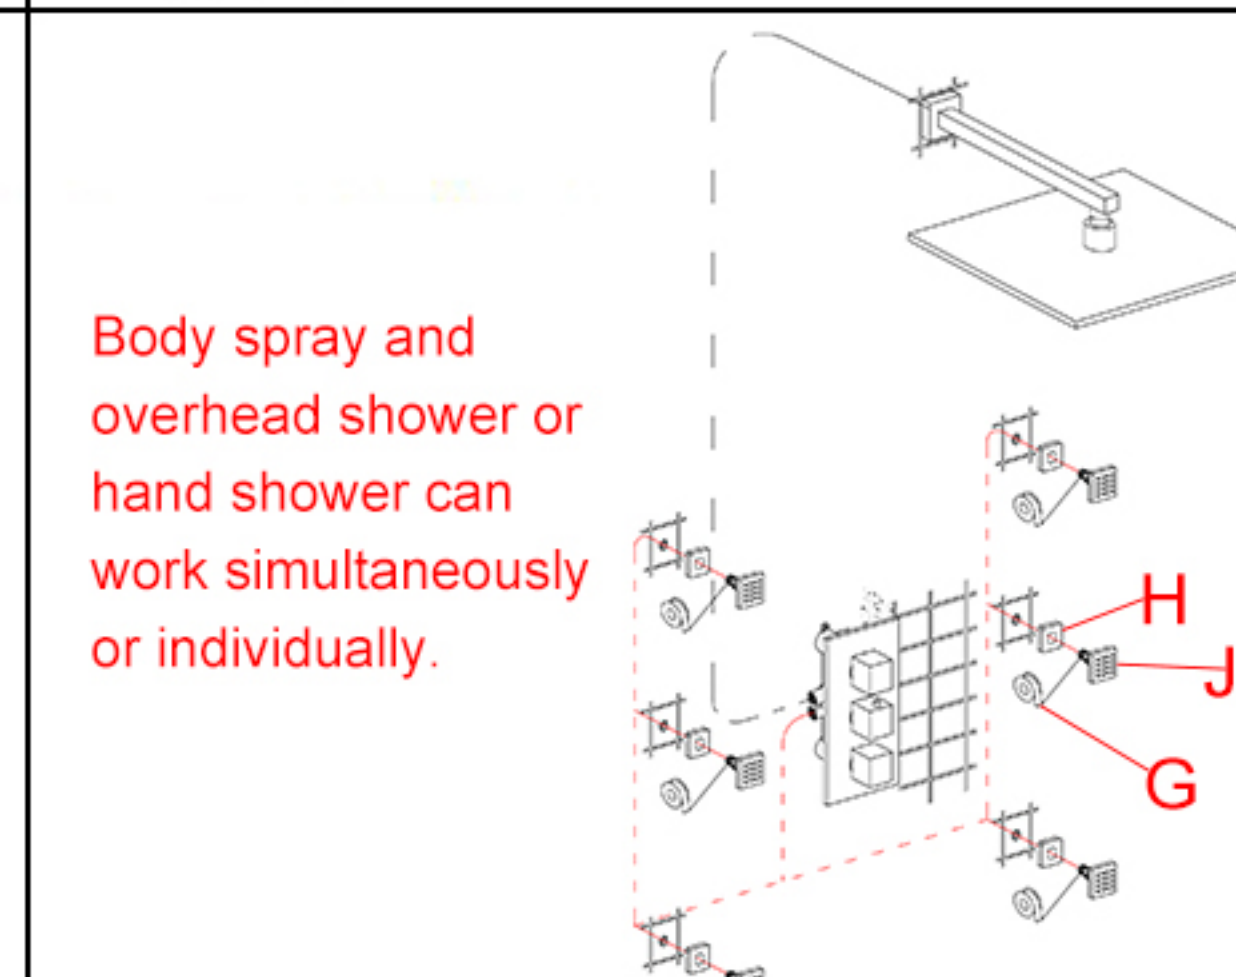 Body spray and
overhead shower or
hand shower can
work simultaneously
or individually.
H
J
G